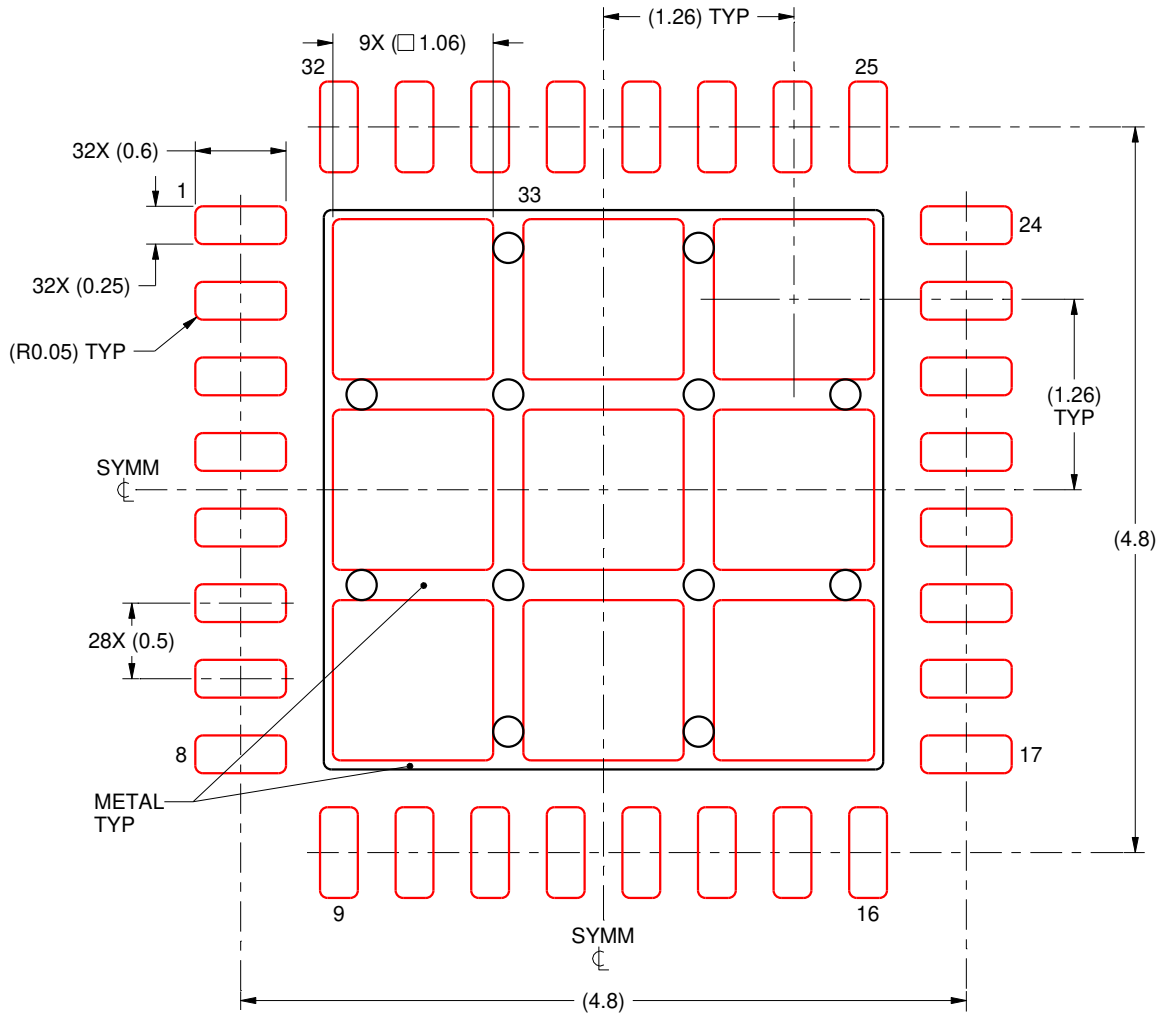 (1.26) TYP
9X (□ 1.06)
32
25
32X (0.6)
1
33
24
32X (0.25)
(R0.05) TYP
(1.26)
TYP
SYMM
℄
(4.8)
28X (0.5)
8
17
METAL
TYP
9
16
SYMM
℄
(4.8)